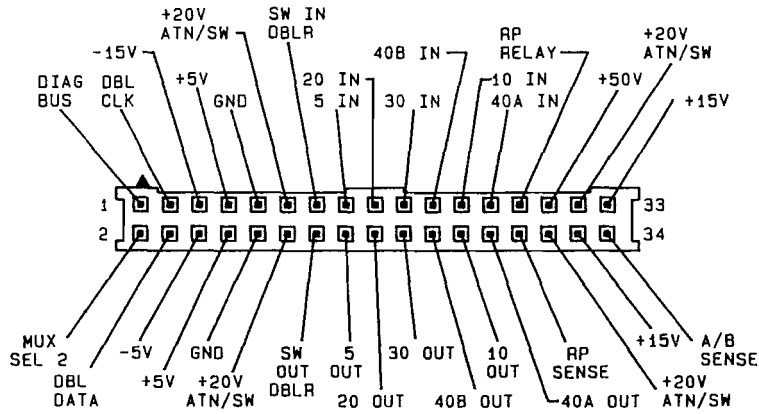 +20V
ATN/SW
SW IN
DBLR
RP
RELAY
+20V
ATN/SW
-15V
40B IN
DIAG
BUS
DBL
CLK
+5V
GND
20 IN
5 IN
30 IN
10 IN
40A IN
+50V
+15V
1
33
2
34
MUX
SEL 2
DBL
DATA
-5V
+5V
GND
+20V
ATN/SW
SW
OUT
DBLR
5
OUT
20 OUT
30 OUT
40B OUT
10
OUT
40A OUT
RP
SENSE
+15V
+20V
ATN/SW
A/B
SENSE